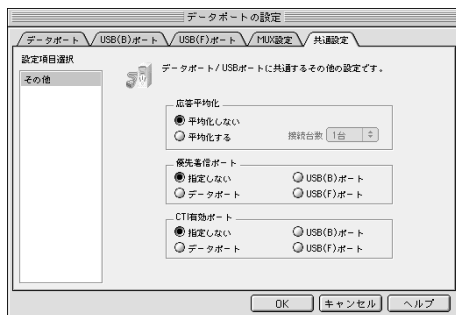 データポートの設定
データポート USB(B)ポート USB(F)ポート MUX設定 共通設定
設定項目選択
その他
データポート/USBポートに共通するその他の設定です。
応答平均化
平均化しない
平均化する 接続台数 1台
優先着信ポート
指定しない USB(B)ポート
データポート USB(F)ポート
CTI有効ポート
指定しない USB(B)ポート
データポート USB(F)ポート
OK キャンセル ヘルプ